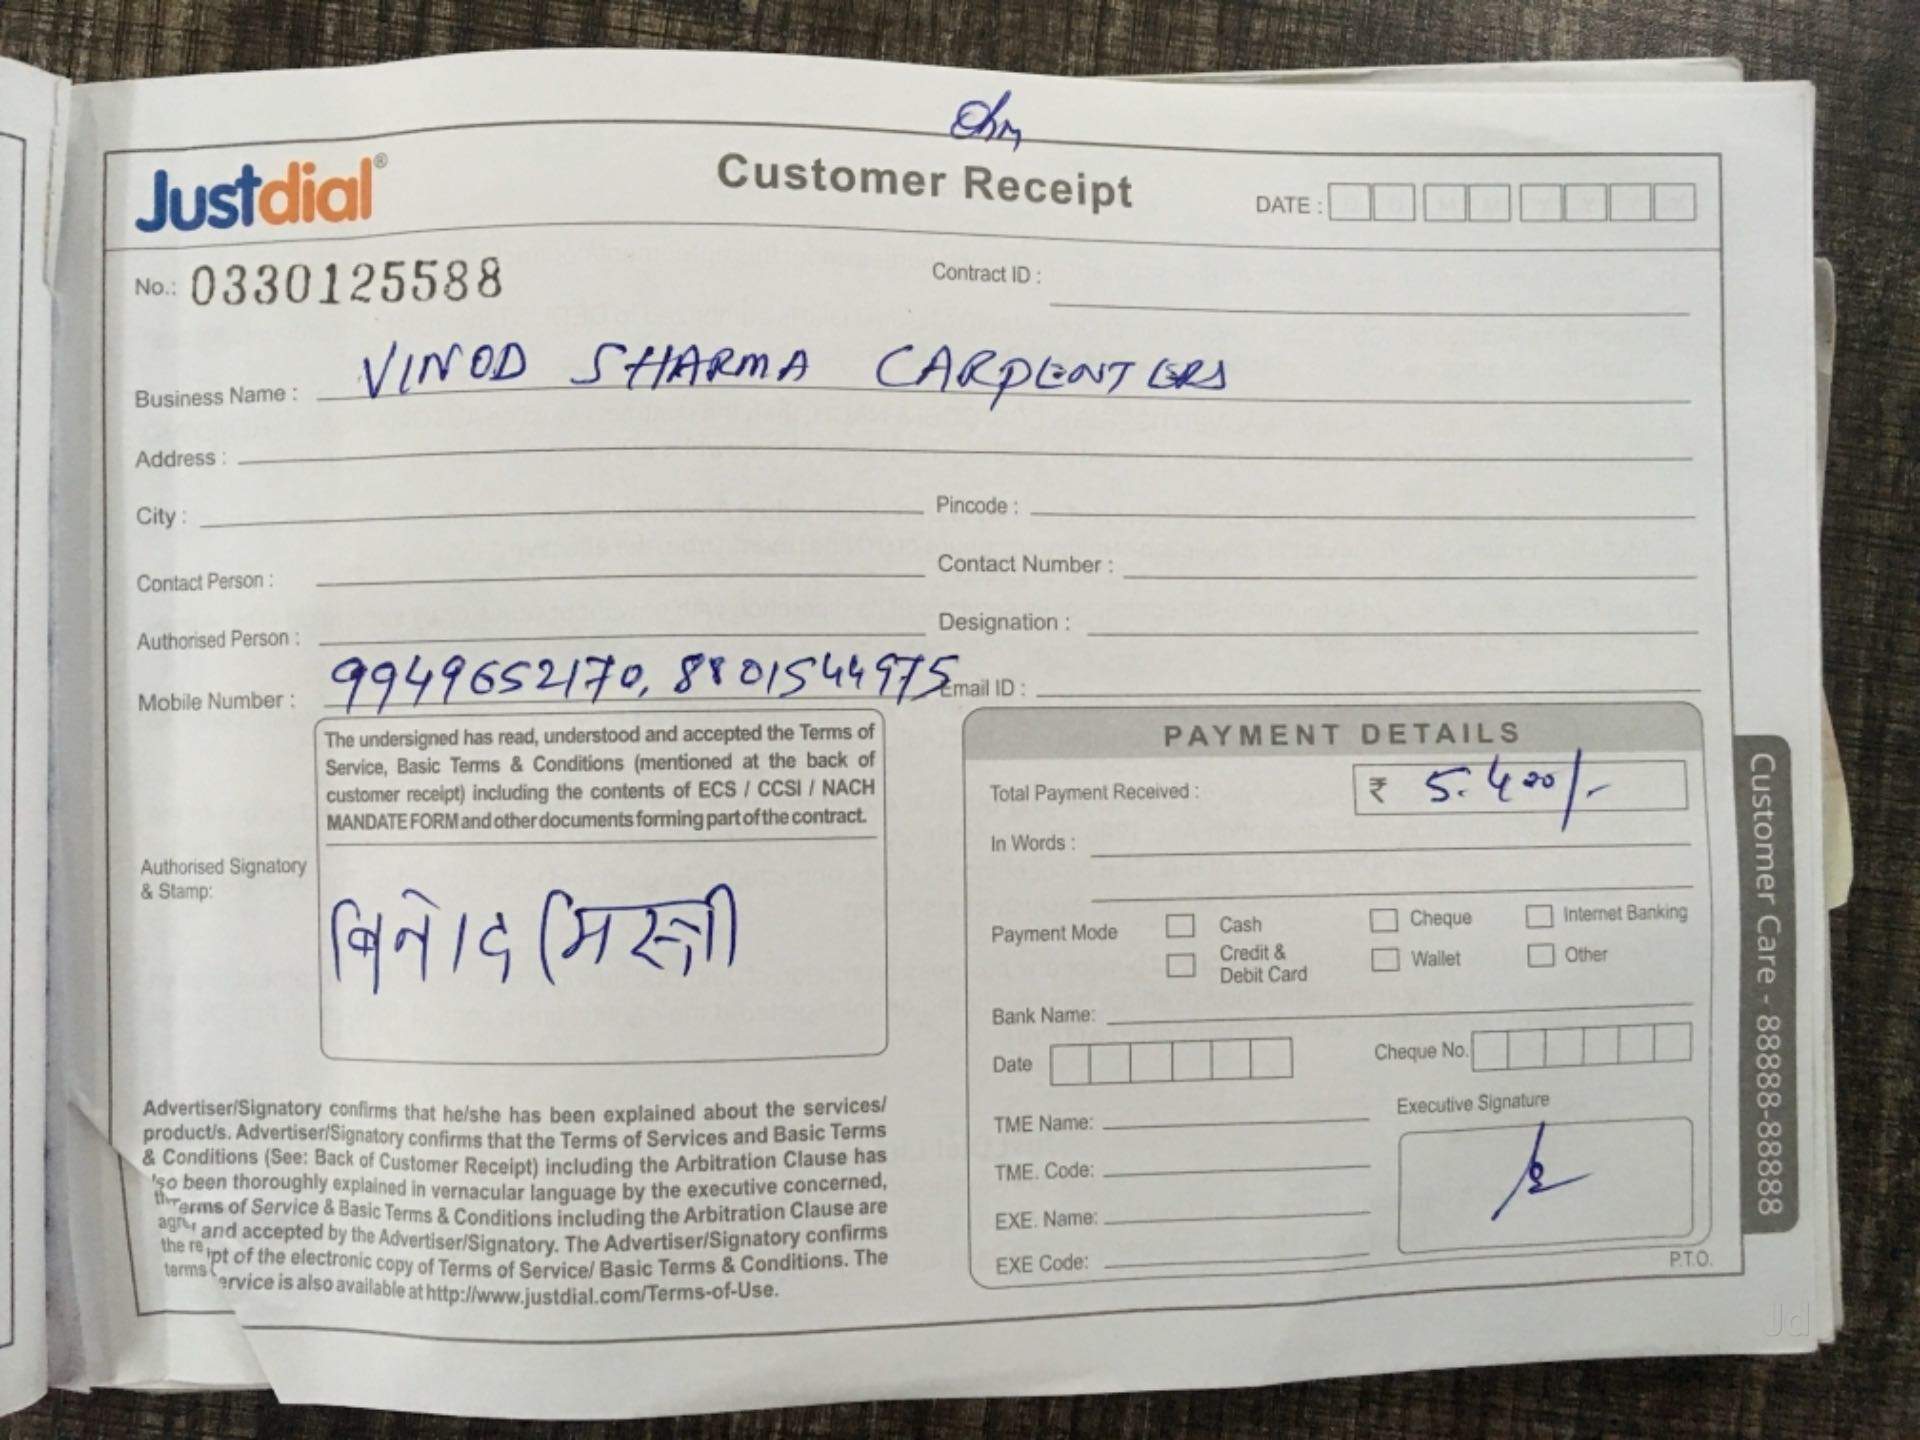 Ohm
Justdial®
Customer Receipt
DATE :
No.: 0330125588
Contract ID :
Business Name : VINOD SHARMA CARPENTERS
Address :
City :
Pincode :
Contact Person :
Contact Number :
Authorised Person :
Designation :
Mobile Number : 9949652170, 8801544975
Email ID :
The undersigned has read, understood and accepted the Terms of
Service, Basic Terms & Conditions (mentioned at the back of
customer receipt) including the contents of ECS / CCSI / NACH
MANDATE FORM and other documents forming part of the contract.
Authorised Signatory
& Stamp:
विनोद मिस्त्री
Advertiser/Signatory confirms that he/she has been explained about the services/
product/s. Advertiser/Signatory confirms that the Terms of Services and Basic Terms
& Conditions (See: Back of Customer Receipt) including the Arbitration Clause has
so been thoroughly explained in vernacular language by the executive concerned,
Terms of Service & Basic Terms & Conditions including the Arbitration Clause are
and accepted by the Advertiser/Signatory. The Advertiser/Signatory confirms
the re ipt of the electronic copy of Terms of Service/ Basic Terms & Conditions. The
terms ervice is also available at http://www.justdial.com/Terms-of-Use.
PAYMENT DETAILS
Total Payment Received : ₹ 5.400/-
In Words :
Payment Mode
Cash
Cheque
Internet Banking
Credit &
Debit Card
Wallet
Other
Bank Name:
Date
Cheque No.
TME Name:
TME. Code:
EXE. Name:
EXE Code:
Executive Signature
P.T.O.
Customer Care - 88888-88888
Jd